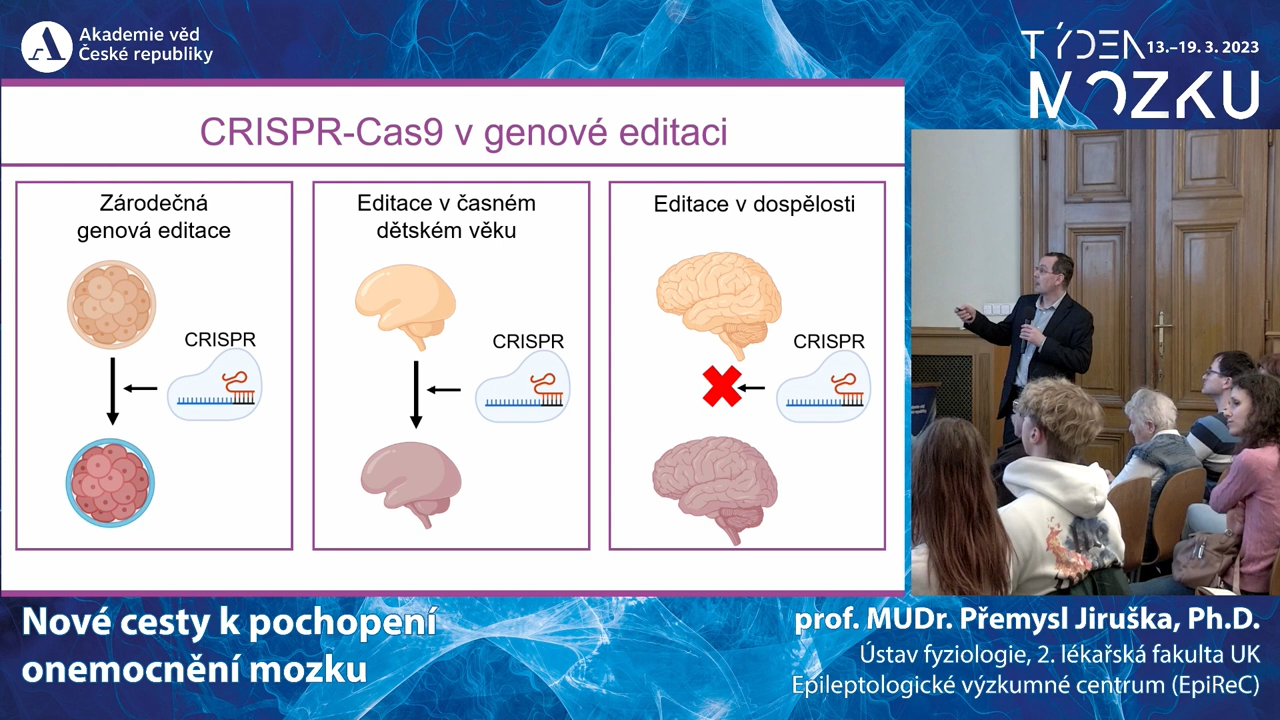 Akademie věd
České republiky
TÝDEN 13.–19. 3. 2023
MOZKU
CRISPR-Cas9 v genové editaci
Zárodečná
genová editace
CRISPR
Editace v časném
dětském věku
CRISPR
Editace v dospělosti
CRISPR
Nové cesty k pochopení
onemocnění mozku
prof. MUDr. Přemysl Jiruška, Ph.D.
Ústav fyziologie, 2. lékařská fakulta UK
Epileptologické výzkumné centrum (EpiReC)